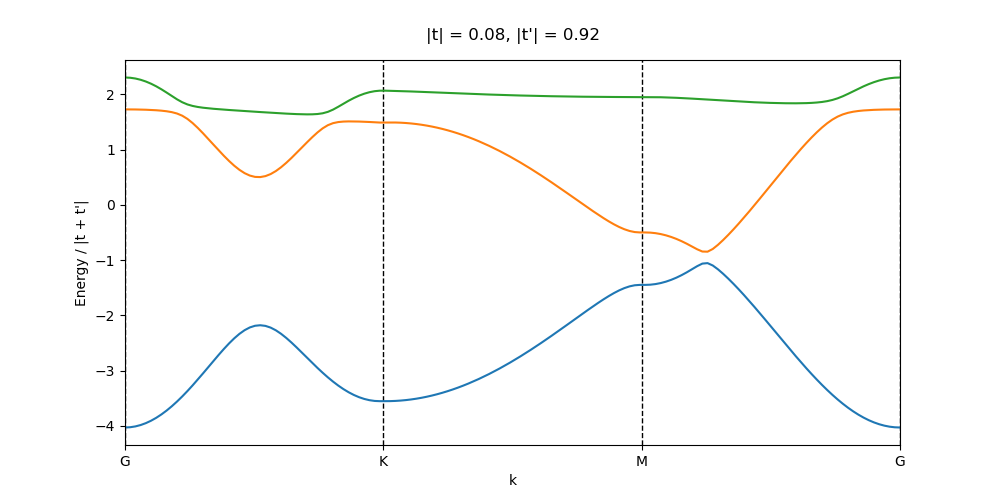 |t| = 0.08, |t'| = 0.92
Energy / |t + t'|
2
1
0
−1
−2
−3
−4
G
K
M
G
k